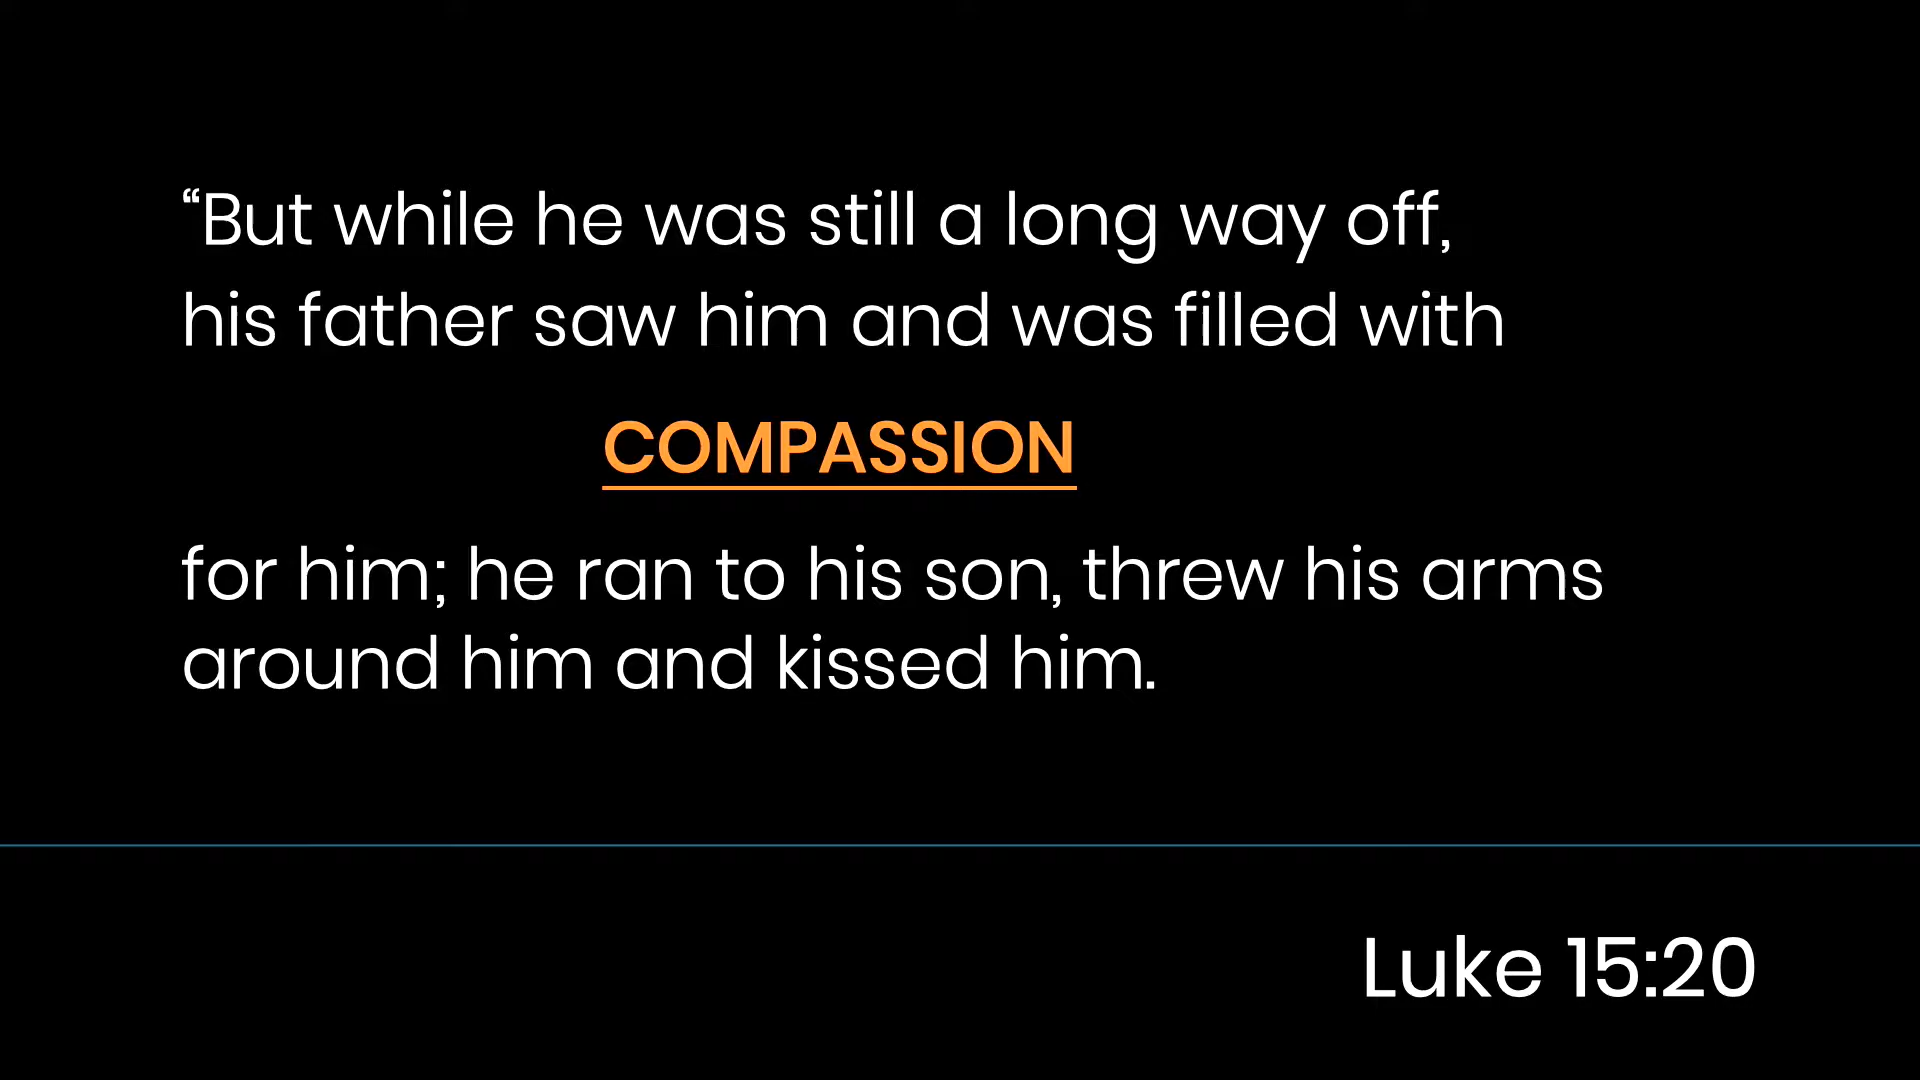 “But while he was still a long way off,
his father saw him and was filled with
COMPASSION
for him; he ran to his son, threw his arms
around him and kissed him.
Luke 15:20